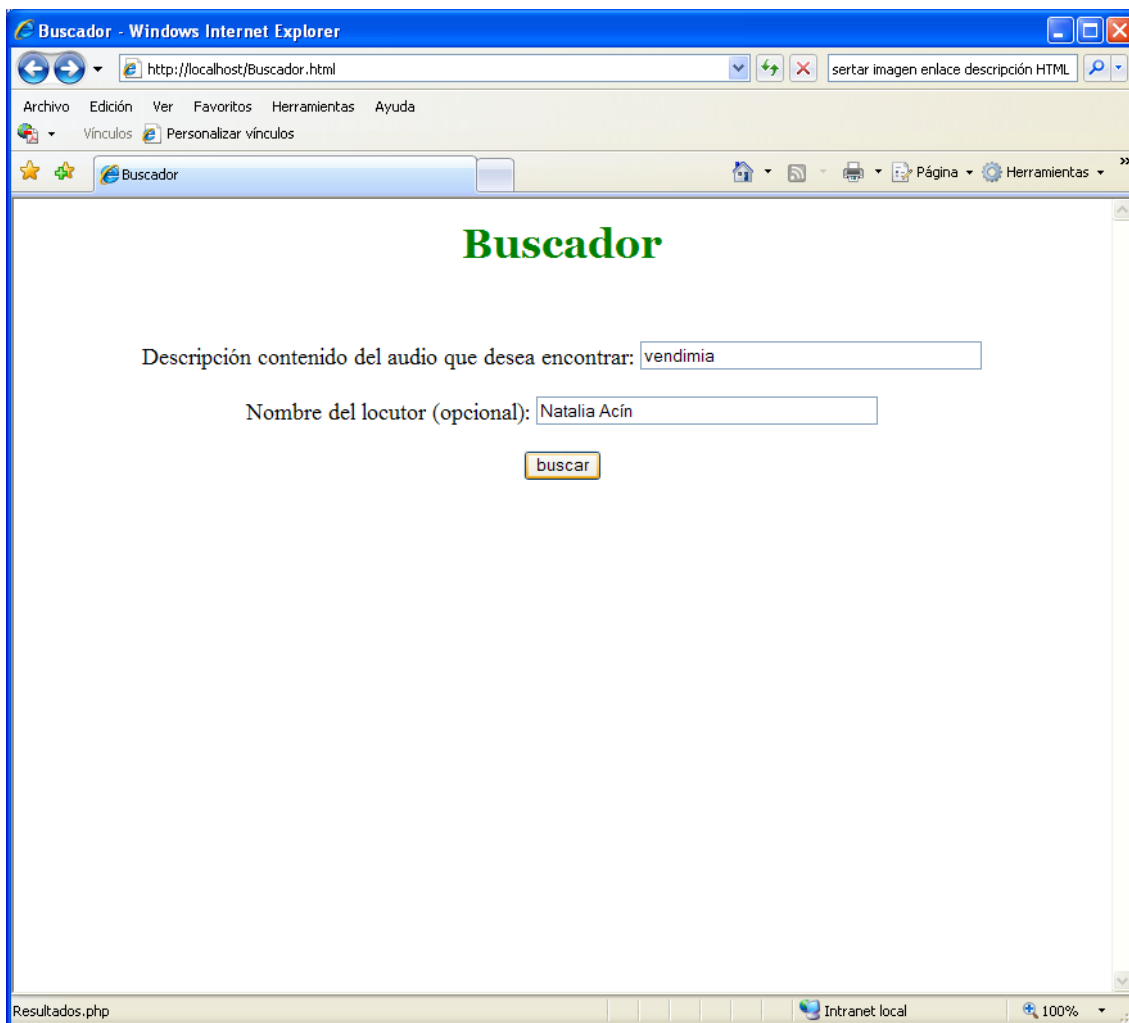 Buscador - Windows Internet Explorer
http://localhost/Buscador.html
sertar imagen enlace descripción HTML
Archivo Edición Ver Favoritos Herramientas Ayuda
Vínculos Personalizar vínculos
Buscador
Página Herramientas »
Buscador
Descripción contenido del audio que desea encontrar: vendimia
Nombre del locutor (opcional): Natalia Acín
buscar
Resultados.php Intranet local 100%